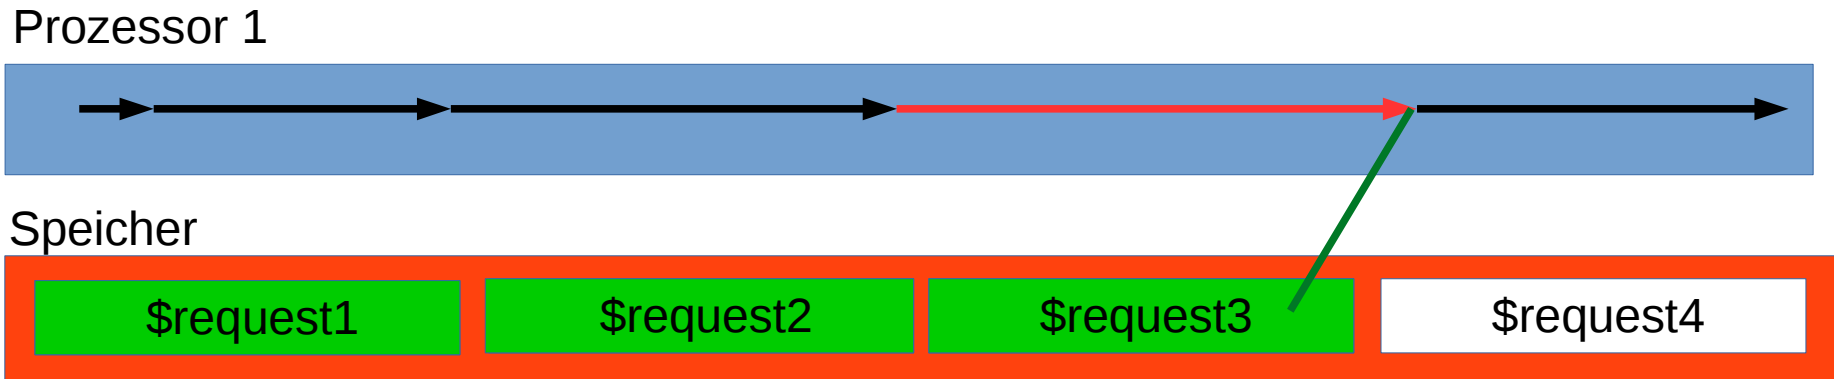 Prozessor 1
Speicher
$request1
$request2
$request3
$request4